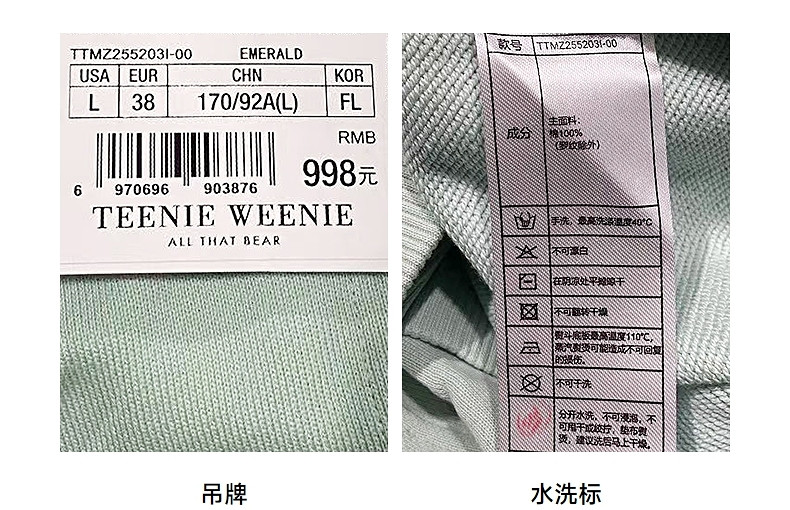 TTMZ255203I-00 EMERALD
USA EUR CHN KOR
L 38 170/92A(L) FL
RMB
998元
6 970696 903876
TEENIE WEENIE
ALL THAT BEAR
款号 TTMZ255203I-00
成分
主面料:
棉100%
(罗纹除外)
手洗，最高洗涤温度40°C
不可漂白
在阴凉处平摊晾干
不可翻转干燥
熨斗底板最高温度110℃，
蒸汽熨烫可能造成不可回复
的损伤。
不可干洗
分开水洗，不可浸泡，不
可甩干或绞拧，垫布熨
烫，建议洗后马上干燥。
吊牌
水洗标